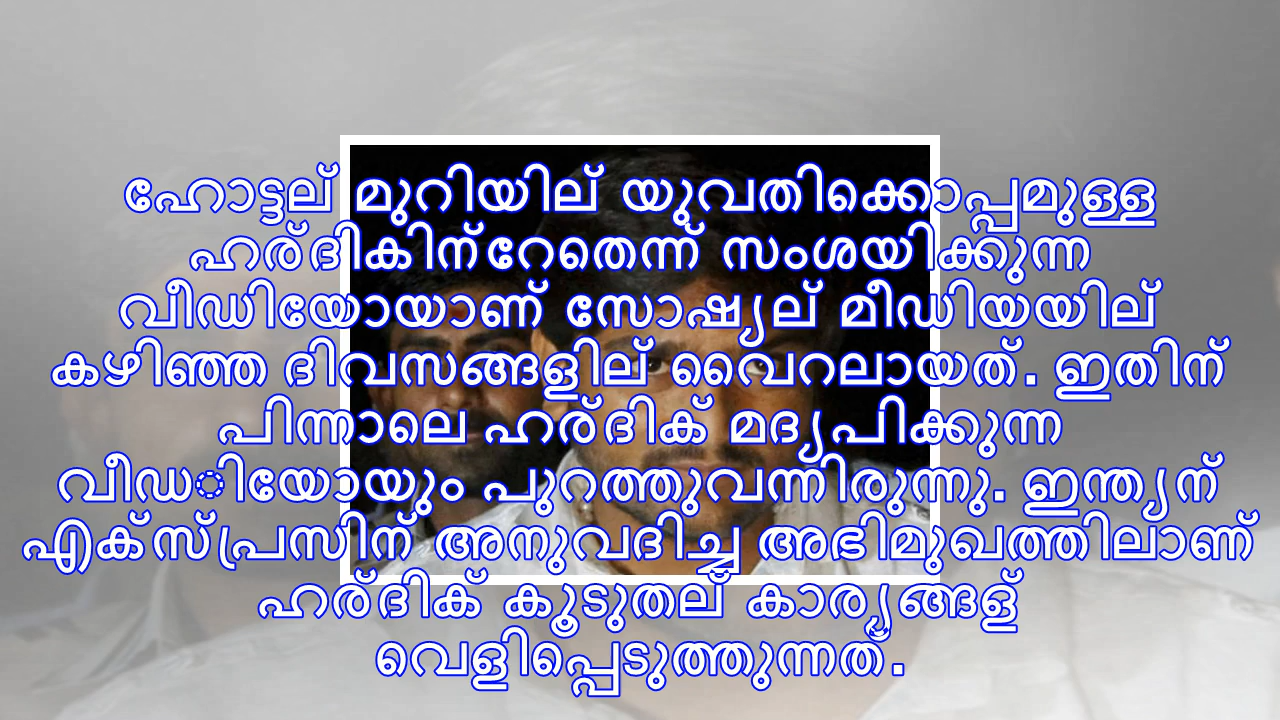 ഹോട്ടല് മുറിയില് യുവതിക്കൊപ്പമുള്ള
ഹര്ദികിന്‌റേതെന്ന് സംശയിക്കുന്ന
വീഡിയോയാണ് സോഷ്യല് മീഡിയയില്
കഴിഞ്ഞ ദിവസങ്ങളില് വൈറലായത്. ഇതിന്
പിന്നാലെ ഹര്ദിക് മദ്യപിക്കുന്ന
വീഡ ിയോയും പുറത്തുവന്നിരുന്നു. ഇന്ത്യന്
എക്‌സ്പ്രസിന് അനുവദിച്ച അഭിമുഖത്തിലാണ്
ഹര്ദിക് കൂടുതല് കാര്യങ്ങള്
വെളിപ്പെടുത്തുന്നത്.